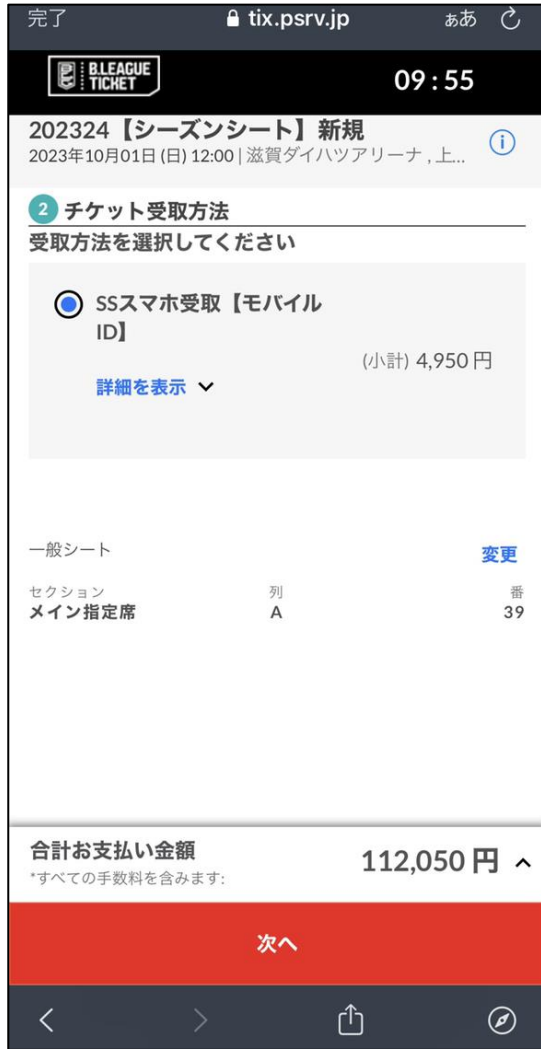 完了 tix.psrv.jp ぁあ
B.LEAGUE
TICKET
09:55
202324【シーズンシート】新規
2023年10月01日(日) 12:00 | 滋賀ダイハツアリーナ , 上...
2 チケット受取方法
受取方法を選択してください
SSスマホ受取【モバイル
ID】
(小計) 4,950 円
詳細を表示
一般シート 変更
セクション 列 番
メイン指定席 A 39
合計お支払い金額 112,050 円
*すべての手数料を含みます:
次へ